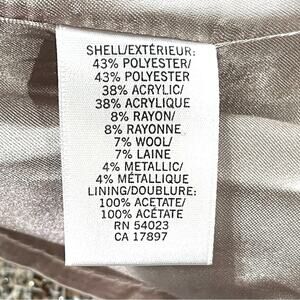 SHELL/EXTÉRIEUR:
43% POLYESTER/
43% POLYESTER
38% ACRYLIC/
38% ACRYLIQUE
8% RAYON/
8% RAYONNE
7% WOOL/
7% LAINE
4% METALLIC/
4% MÉTALLIQUE
LINING/DOUBLURE:
100% ACETATE/
100% ACÉTATE
RN 54023
CA 17897